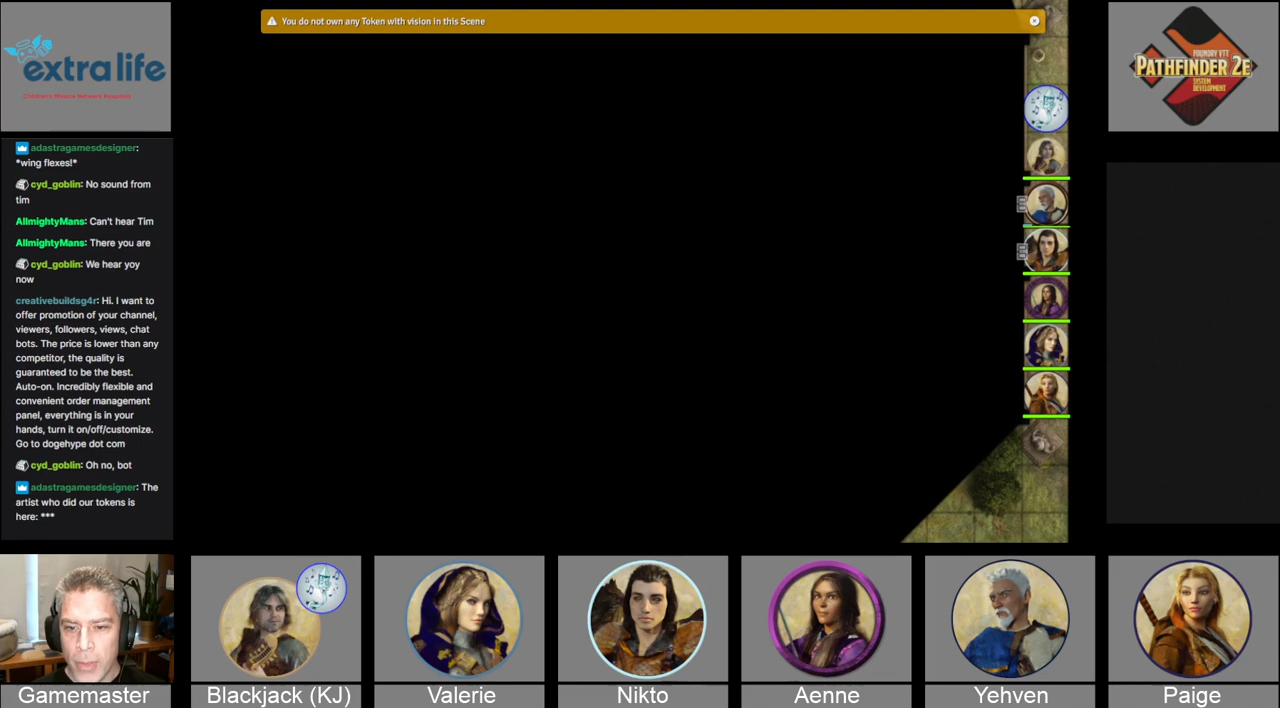 You do not own any Token with vision in this Scene
extralife
Children's Miracle Network Hospitals
FOUNDRY VTT
PATHFINDER 2E
SYSTEM
DEVELOPMENT
adastragamesdesigner:
*wing flexes!*
cyd_goblin: No sound from
tim
AllmightyMans: Can't hear Tim
AllmightyMans: There you are
cyd_goblin: We hear yoy
now
creativebuildsg4r: Hi. I want to
offer promotion of your channel,
viewers, followers, views, chat
bots. The price is lower than any
competitor, the quality is
guaranteed to be the best.
Auto-on. Incredibly flexible and
convenient order management
panel, everything is in your
hands, turn it on/off/customize.
Go to dogehype dot com
cyd_goblin: Oh no, bot
adastragamesdesigner: The
artist who did our tokens is
here: ***
Gamemaster
Blackjack (KJ)
Valerie
Nikto
Aenne
Yehven
Paige